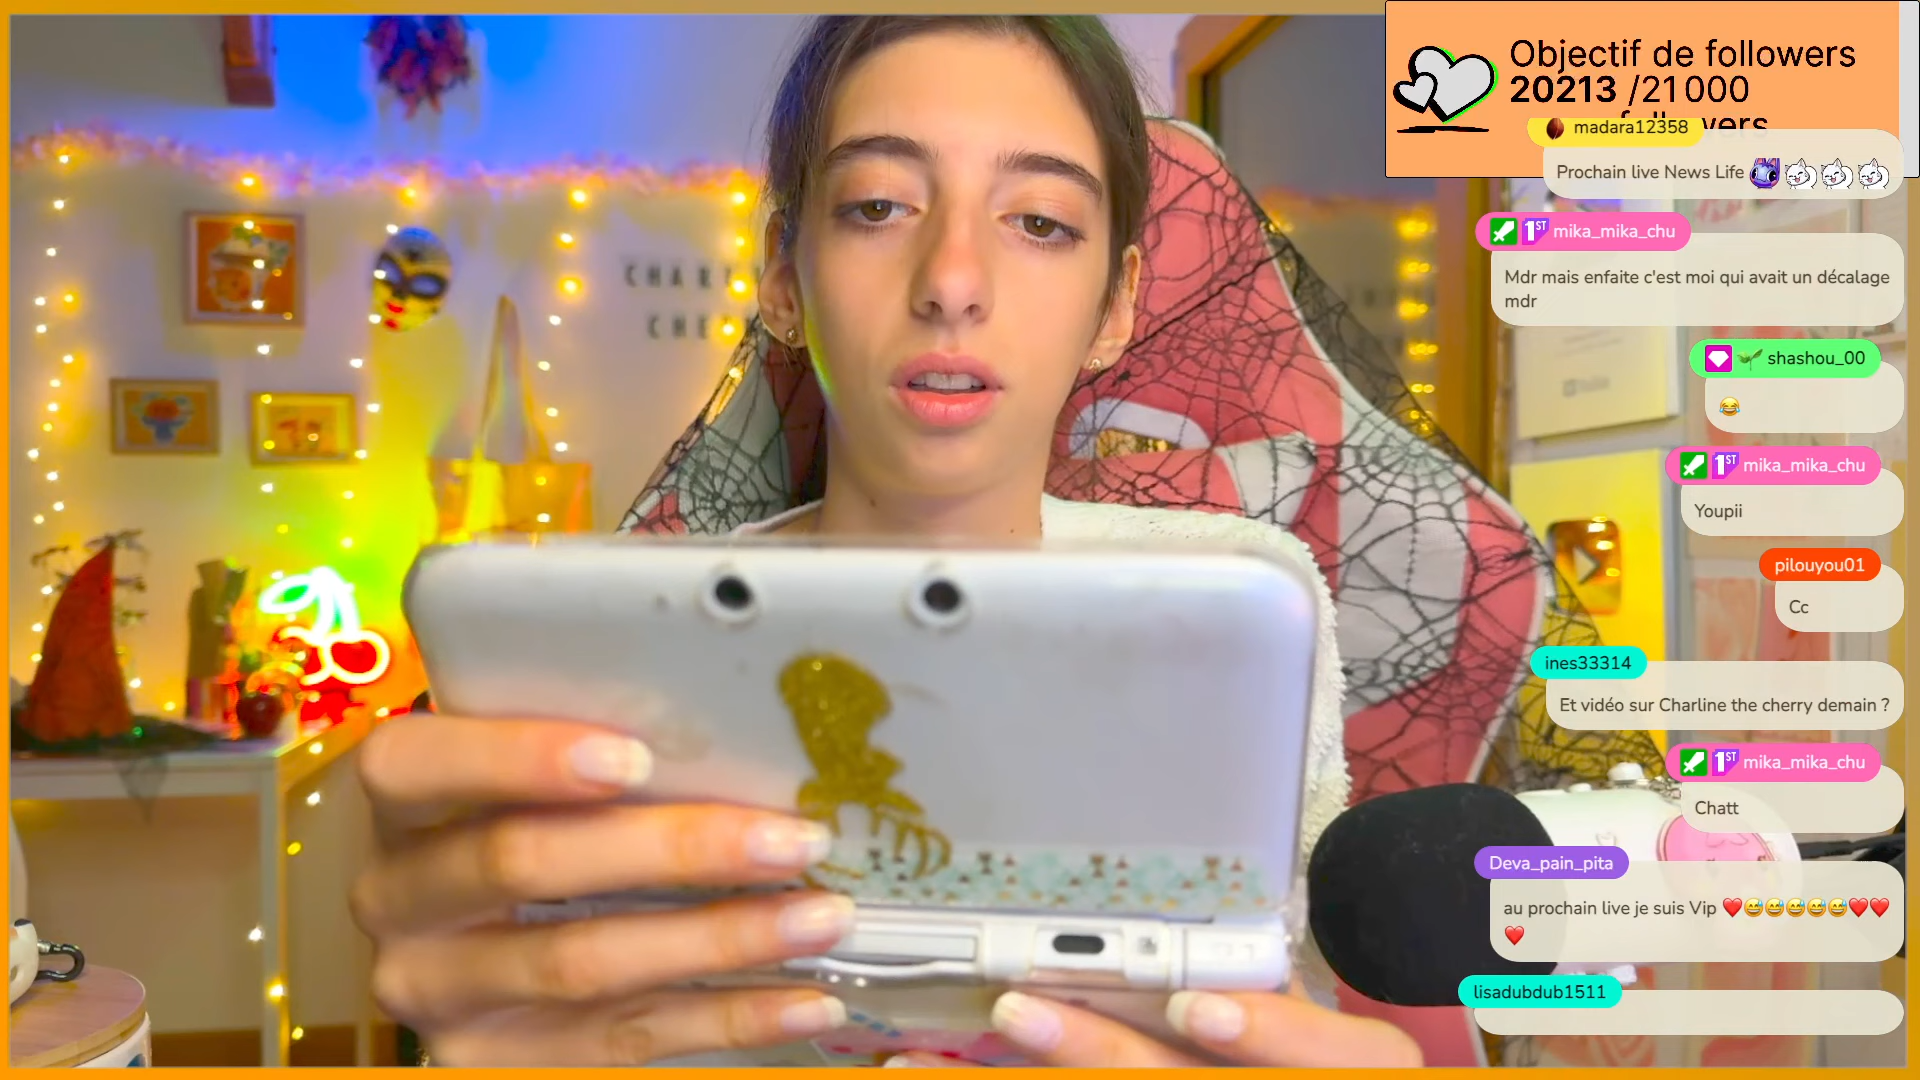 Objectif de followers
20213 /21 000
madara12358
Prochain live News Life
1ST mika_mika_chu
Mdr mais enfaite c'est moi qui avait un décalage
mdr
shashou_00
1ST mika_mika_chu
Youpii
pilouyou01
Cc
ines33314
Et vidéo sur Charline the cherry demain ?
1ST mika_mika_chu
Chatt
Deva_pain_pita
au prochain live je suis Vip
lisadubdub1511